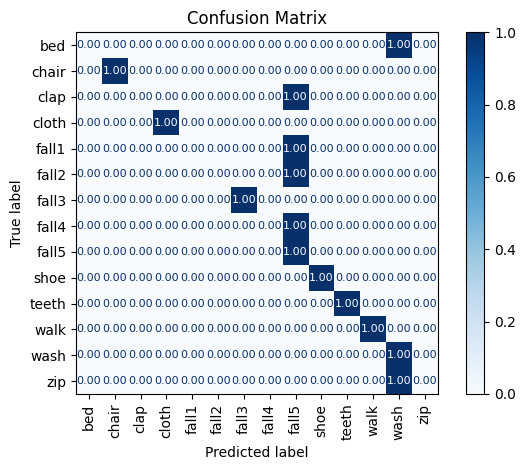 Confusion Matrix
True label
bed 0.00 0.00 0.00 0.00 0.00 0.00 0.00 0.00 0.00 0.00 0.00 0.00 1.00 0.00
chair 0.00 1.00 0.00 0.00 0.00 0.00 0.00 0.00 0.00 0.00 0.00 0.00 0.00 0.00
clap 0.00 0.00 0.00 0.00 0.00 0.00 0.00 0.00 1.00 0.00 0.00 0.00 0.00 0.00
cloth 0.00 0.00 0.00 1.00 0.00 0.00 0.00 0.00 0.00 0.00 0.00 0.00 0.00 0.00
fall1 0.00 0.00 0.00 0.00 0.00 0.00 0.00 0.00 1.00 0.00 0.00 0.00 0.00 0.00
fall2 0.00 0.00 0.00 0.00 0.00 0.00 0.00 0.00 1.00 0.00 0.00 0.00 0.00 0.00
fall3 0.00 0.00 0.00 0.00 0.00 0.00 1.00 0.00 0.00 0.00 0.00 0.00 0.00 0.00
fall4 0.00 0.00 0.00 0.00 0.00 0.00 0.00 0.00 1.00 0.00 0.00 0.00 0.00 0.00
fall5 0.00 0.00 0.00 0.00 0.00 0.00 0.00 0.00 1.00 0.00 0.00 0.00 0.00 0.00
shoe 0.00 0.00 0.00 0.00 0.00 0.00 0.00 0.00 0.00 1.00 0.00 0.00 0.00 0.00
teeth 0.00 0.00 0.00 0.00 0.00 0.00 0.00 0.00 0.00 0.00 1.00 0.00 0.00 0.00
walk 0.00 0.00 0.00 0.00 0.00 0.00 0.00 0.00 0.00 0.00 0.00 1.00 0.00 0.00
wash 0.00 0.00 0.00 0.00 0.00 0.00 0.00 0.00 0.00 0.00 0.00 0.00 1.00 0.00
zip 0.00 0.00 0.00 0.00 0.00 0.00 0.00 0.00 0.00 0.00 0.00 0.00 1.00 0.00
bed chair clap cloth fall1 fall2 fall3 fall4 fall5 shoe teeth walk wash zip
Predicted label
1.0
0.8
0.6
0.4
0.2
0.0